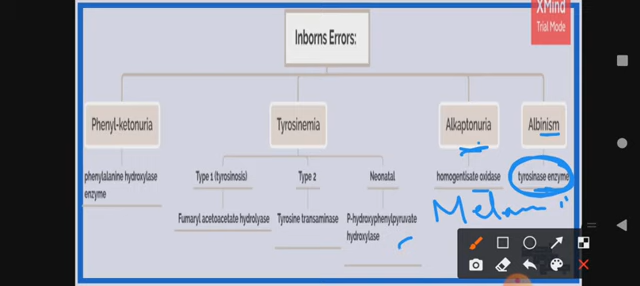 XMind
Trial Mode
Inborns Errors:
Phenyl-ketonuria
Tyrosinemia
Alkaptonuria
Albinism
phenylalanine hydroxylase
enzyme
Type 1 (tyrosinosis)
Type 2
Neonatal
homogentisate oxidase
tyrosinase enzyme
Fumaryl acetoacetate hydrolyase
Tyrosine transaminase
P-hydroxyphenylpyruvate
hydroxylase